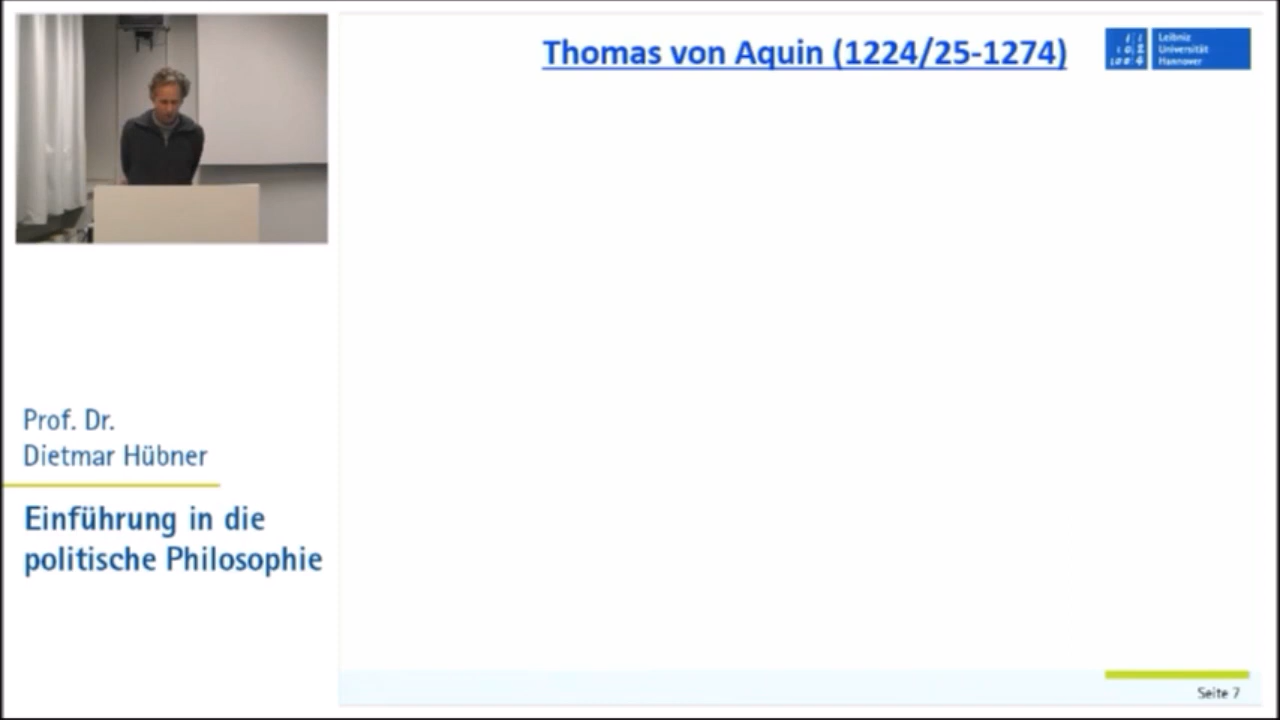 Thomas von Aquin (1224/25-1274)
Leibniz
Universität
Hannover
Prof. Dr.
Dietmar Hübner
Einführung in die
politische Philosophie
Seite 7